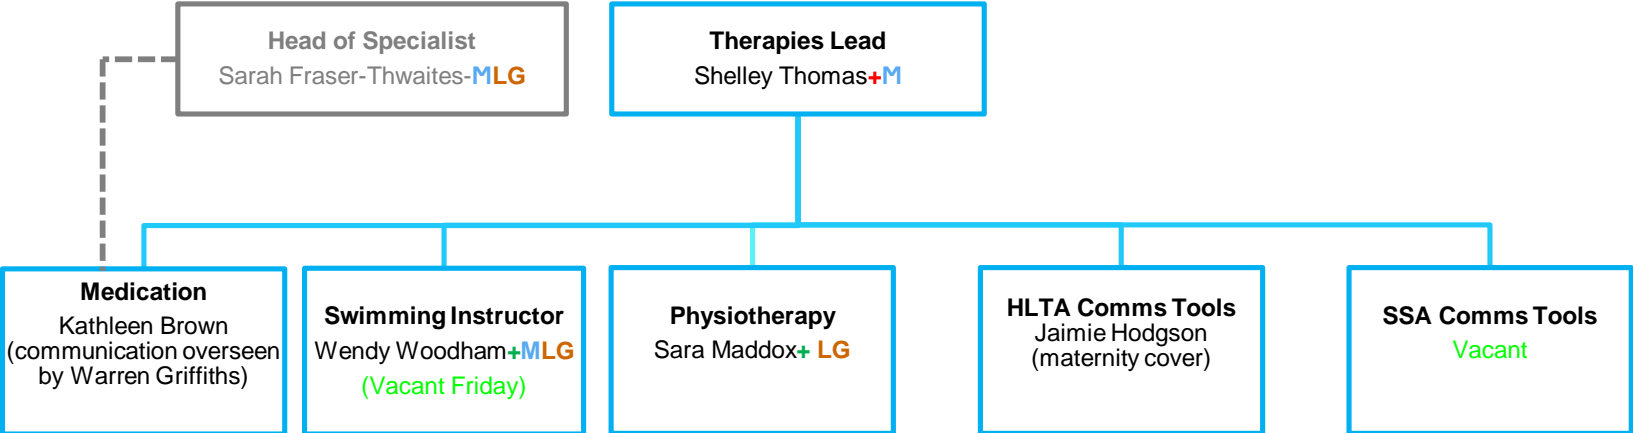 Head of Specialist
Sarah Fraser-Thwaites-MLG
Therapies Lead
Shelley Thomas+M
Medication
Kathleen Brown
(communication overseen
by Warren Griffiths)
Swimming Instructor
Wendy Woodham+MLG
(Vacant Friday)
Physiotherapy
Sara Maddox+ LG
HLTA Comms Tools
Jaimie Hodgson
(maternity cover)
SSA Comms Tools
Vacant